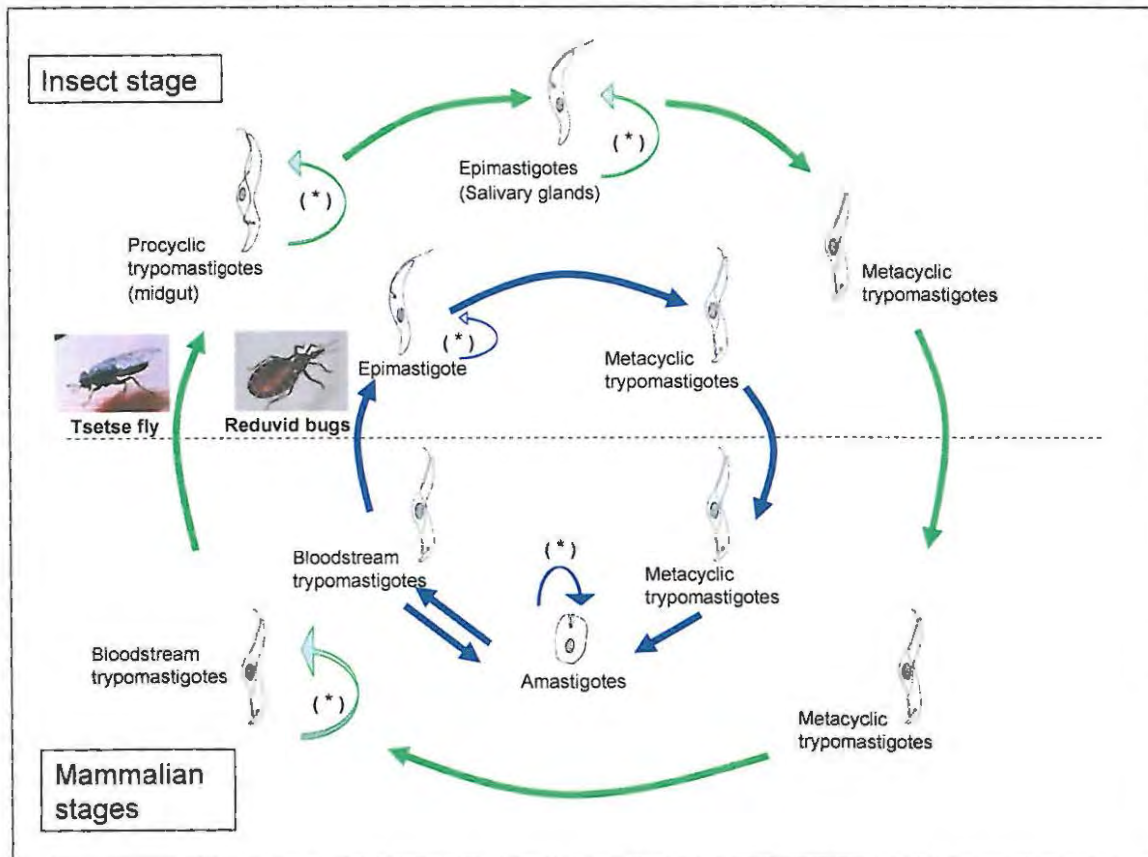 Insect stage
( * )
Epimastigotes
(Salivary glands)
( * )
Procyclic
trypomastigotes
(midgut)
Metacyclic
trypomastigotes
( * )
Epimastigote
Metacyclic
trypomastigotes
Tsetse fly
Reduvid bugs
Bloodstream
trypomastigotes
( * )
Metacyclic
trypomastigotes
Amastigotes
Bloodstream
trypomastigotes
( * )
Metacyclic
trypomastigotes
Mammalian
stages